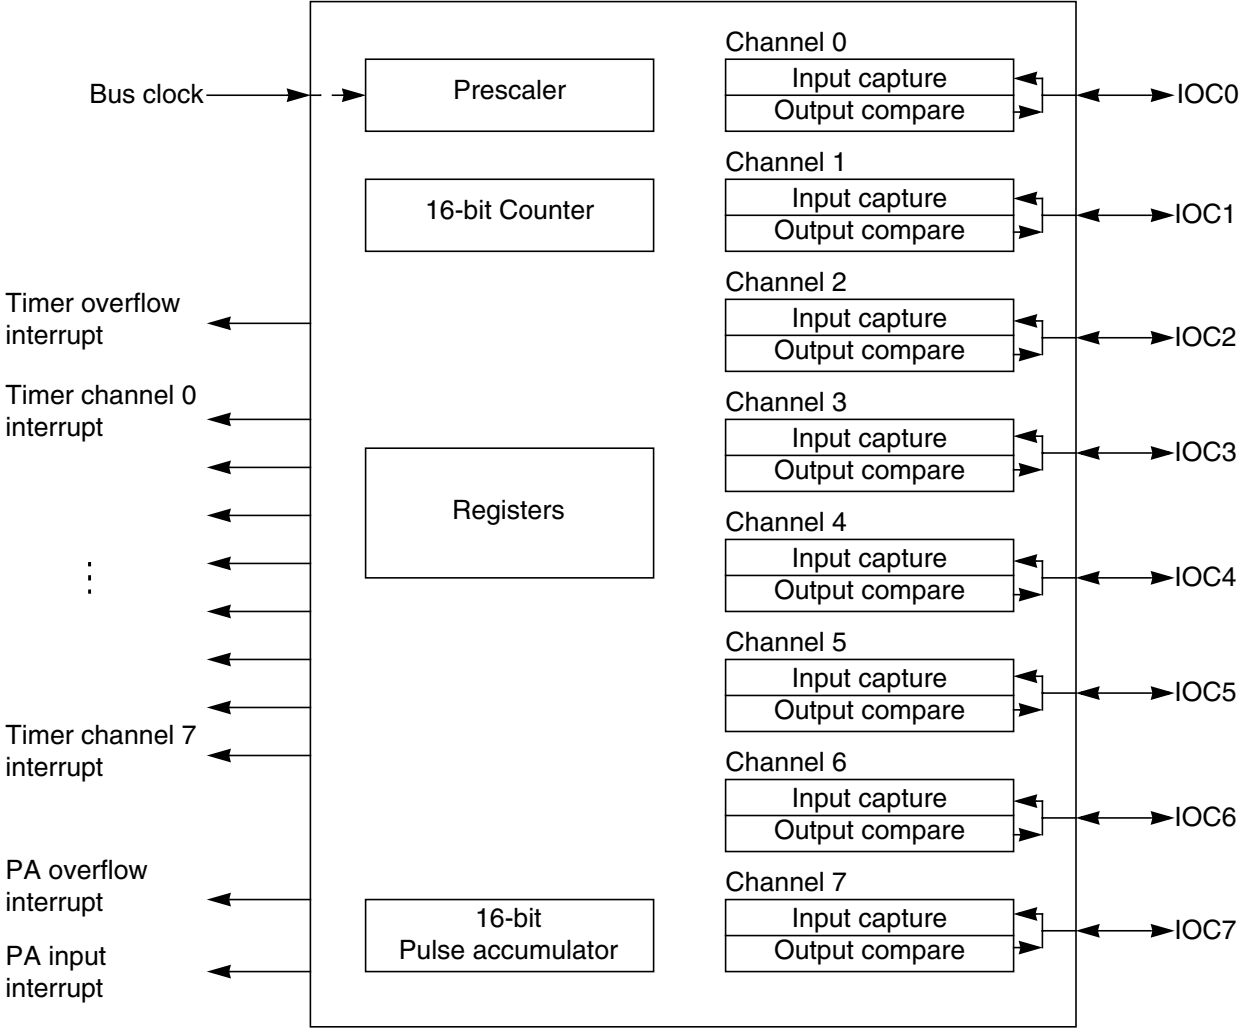 Bus clock
Timer overflow
interrupt
Timer channel 0
interrupt
Timer channel 7
interrupt
PA overflow
interrupt
PA input
interrupt
Prescaler
16-bit Counter
Registers
16-bit
Pulse accumulator
Channel 0
Input capture
Output compare
IOC0
Channel 1
Input capture
Output compare
IOC1
Channel 2
Input capture
Output compare
IOC2
Channel 3
Input capture
Output compare
IOC3
Channel 4
Input capture
Output compare
IOC4
Channel 5
Input capture
Output compare
IOC5
Channel 6
Input capture
Output compare
IOC6
Channel 7
Input capture
Output compare
IOC7